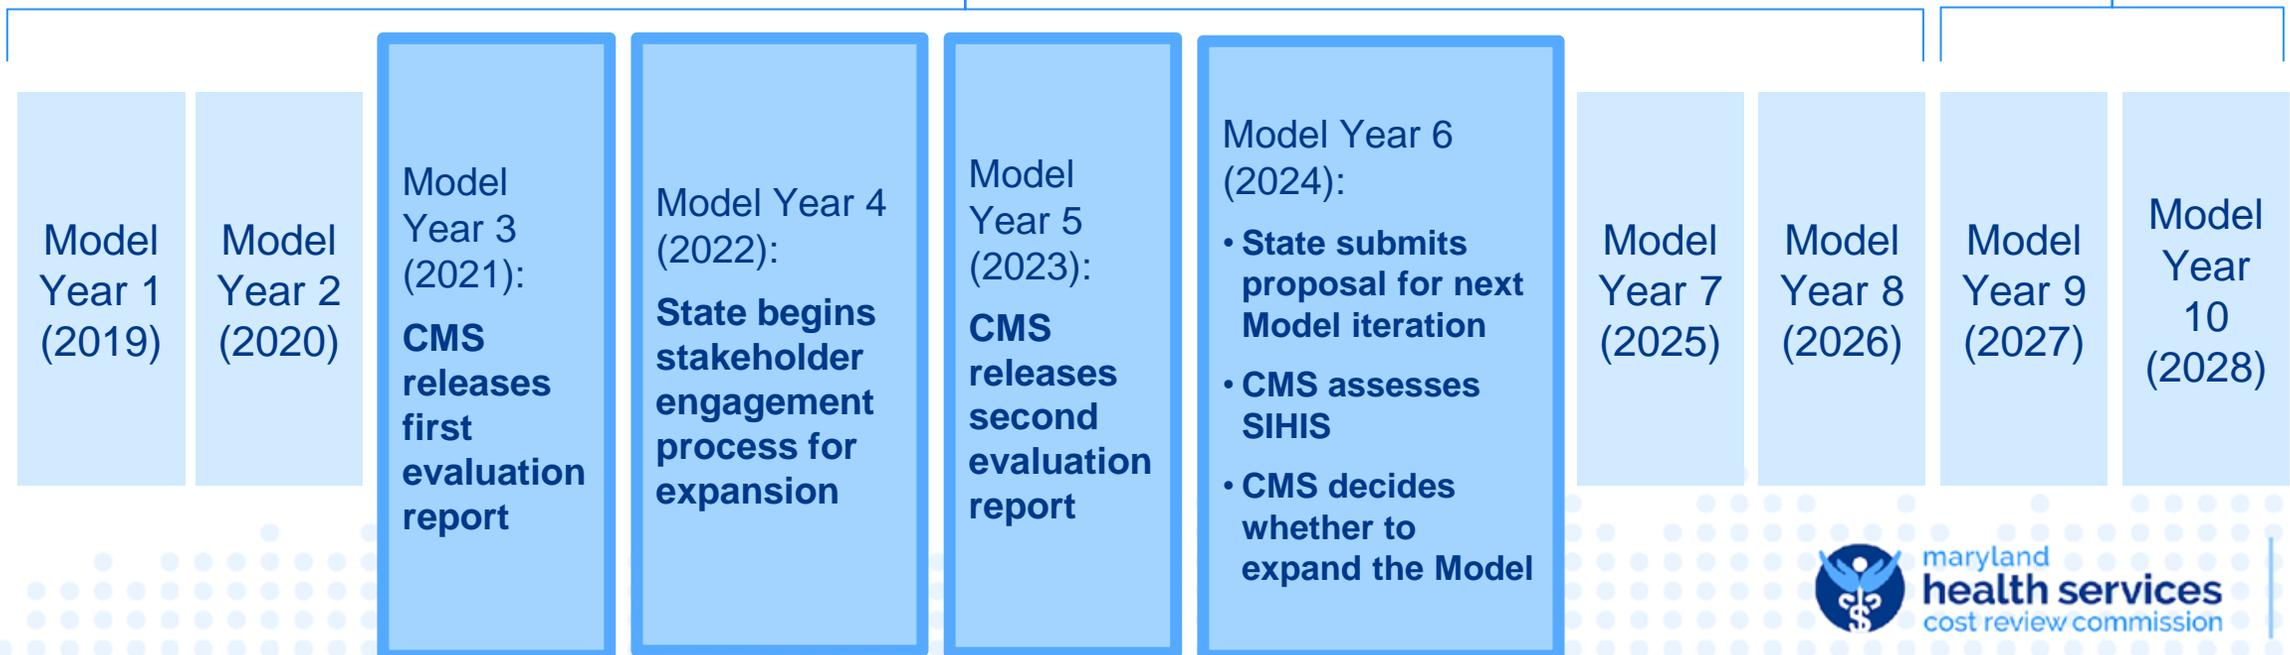 Model
Year 1
(2019)
Model
Year 2
(2020)
Model
Year 3
(2021):
CMS
releases
first
evaluation
report
Model Year 4
(2022):
State begins
stakeholder
engagement
process for
expansion
Model
Year 5
(2023):
CMS
releases
second
evaluation
report
Model Year 6
(2024):
• State submits
proposal for next
Model iteration
• CMS assesses
SIHIS
• CMS decides
whether to
expand the Model
Model
Year 7
(2025)
Model
Year 8
(2026)
Model
Year 9
(2027)
Model
Year
10
(2028)
maryland
health services
cost review commission